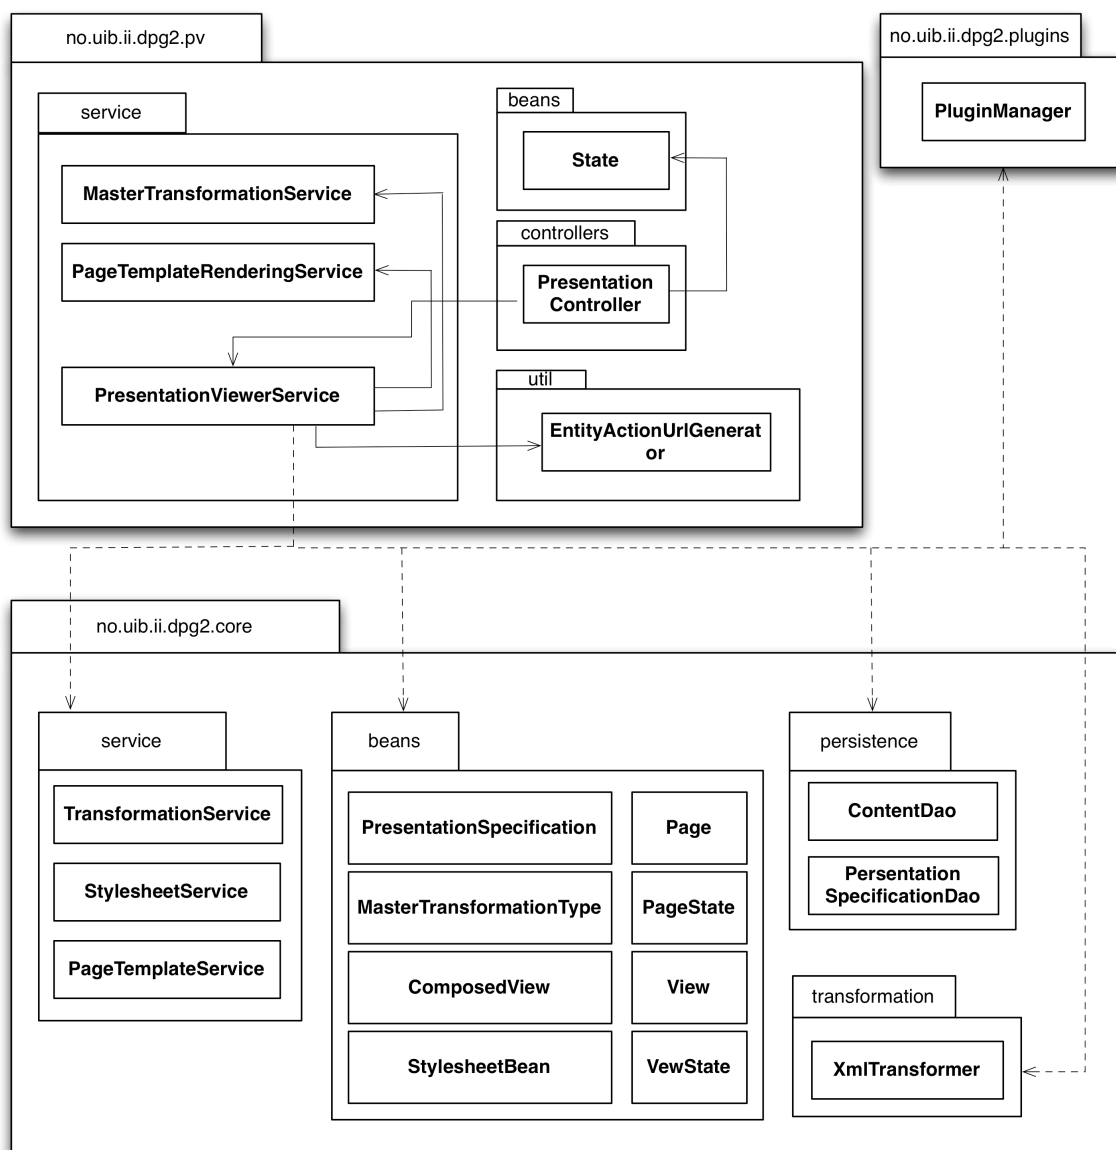 no.uib.ii.dpg2.pv
service
MasterTransformationService
PageTemplateRenderingService
PresentationViewerService
beans
State
controllers
Presentation
Controller
util
EntityActionUrlGenerat
or
no.uib.ii.dpg2.plugins
PluginManager
no.uib.ii.dpg2.core
service
TransformationService
StylesheetService
PageTemplateService
beans
PresentationSpecification
Page
MasterTransformationType
PageState
ComposedView
View
StylesheetBean
VewState
persistence
ContentDao
Persentation
SpecificationDao
transformation
XmlTransformer